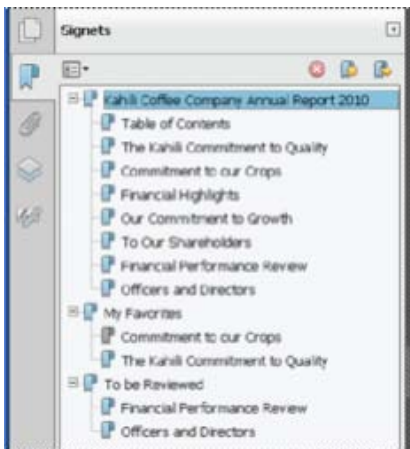 Signets
Kahili Coffee Company Annual Report 2010
Table of Contents
The Kahili Commitment to Quality
Commitment to our Crops
Financial Highlights
Our Commitment to Growth
To Our Shareholders
Financial Performance Review
Officers and Directors
My Favorites
Commitment to our Crops
The Kahili Commitment to Quality
To be Reviewed
Financial Performance Review
Officers and Directors